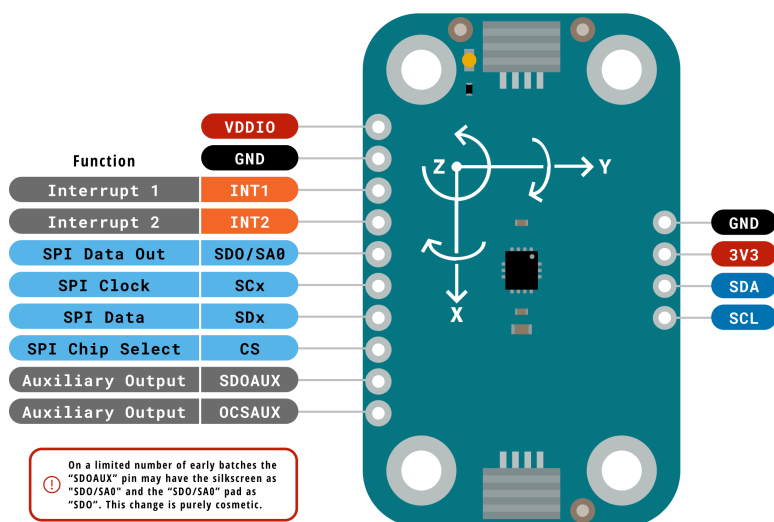 Function
VDDIO
GND
Interrupt 1 INT1
Interrupt 2 INT2
SPI Data Out SDO/SA0
SPI Clock SCx
SPI Data SDx
SPI Chip Select CS
Auxiliary Output SDOAUX
Auxiliary Output OCSAUX
Z
Y
X
GND
3V3
SDA
SCL
! On a limited number of early batches the
“SDOAUX” pin may have the silkscreen as
"SDO/SA0" and the “SDO/SA0” pad as
“SDO”. This change is purely cosmetic.